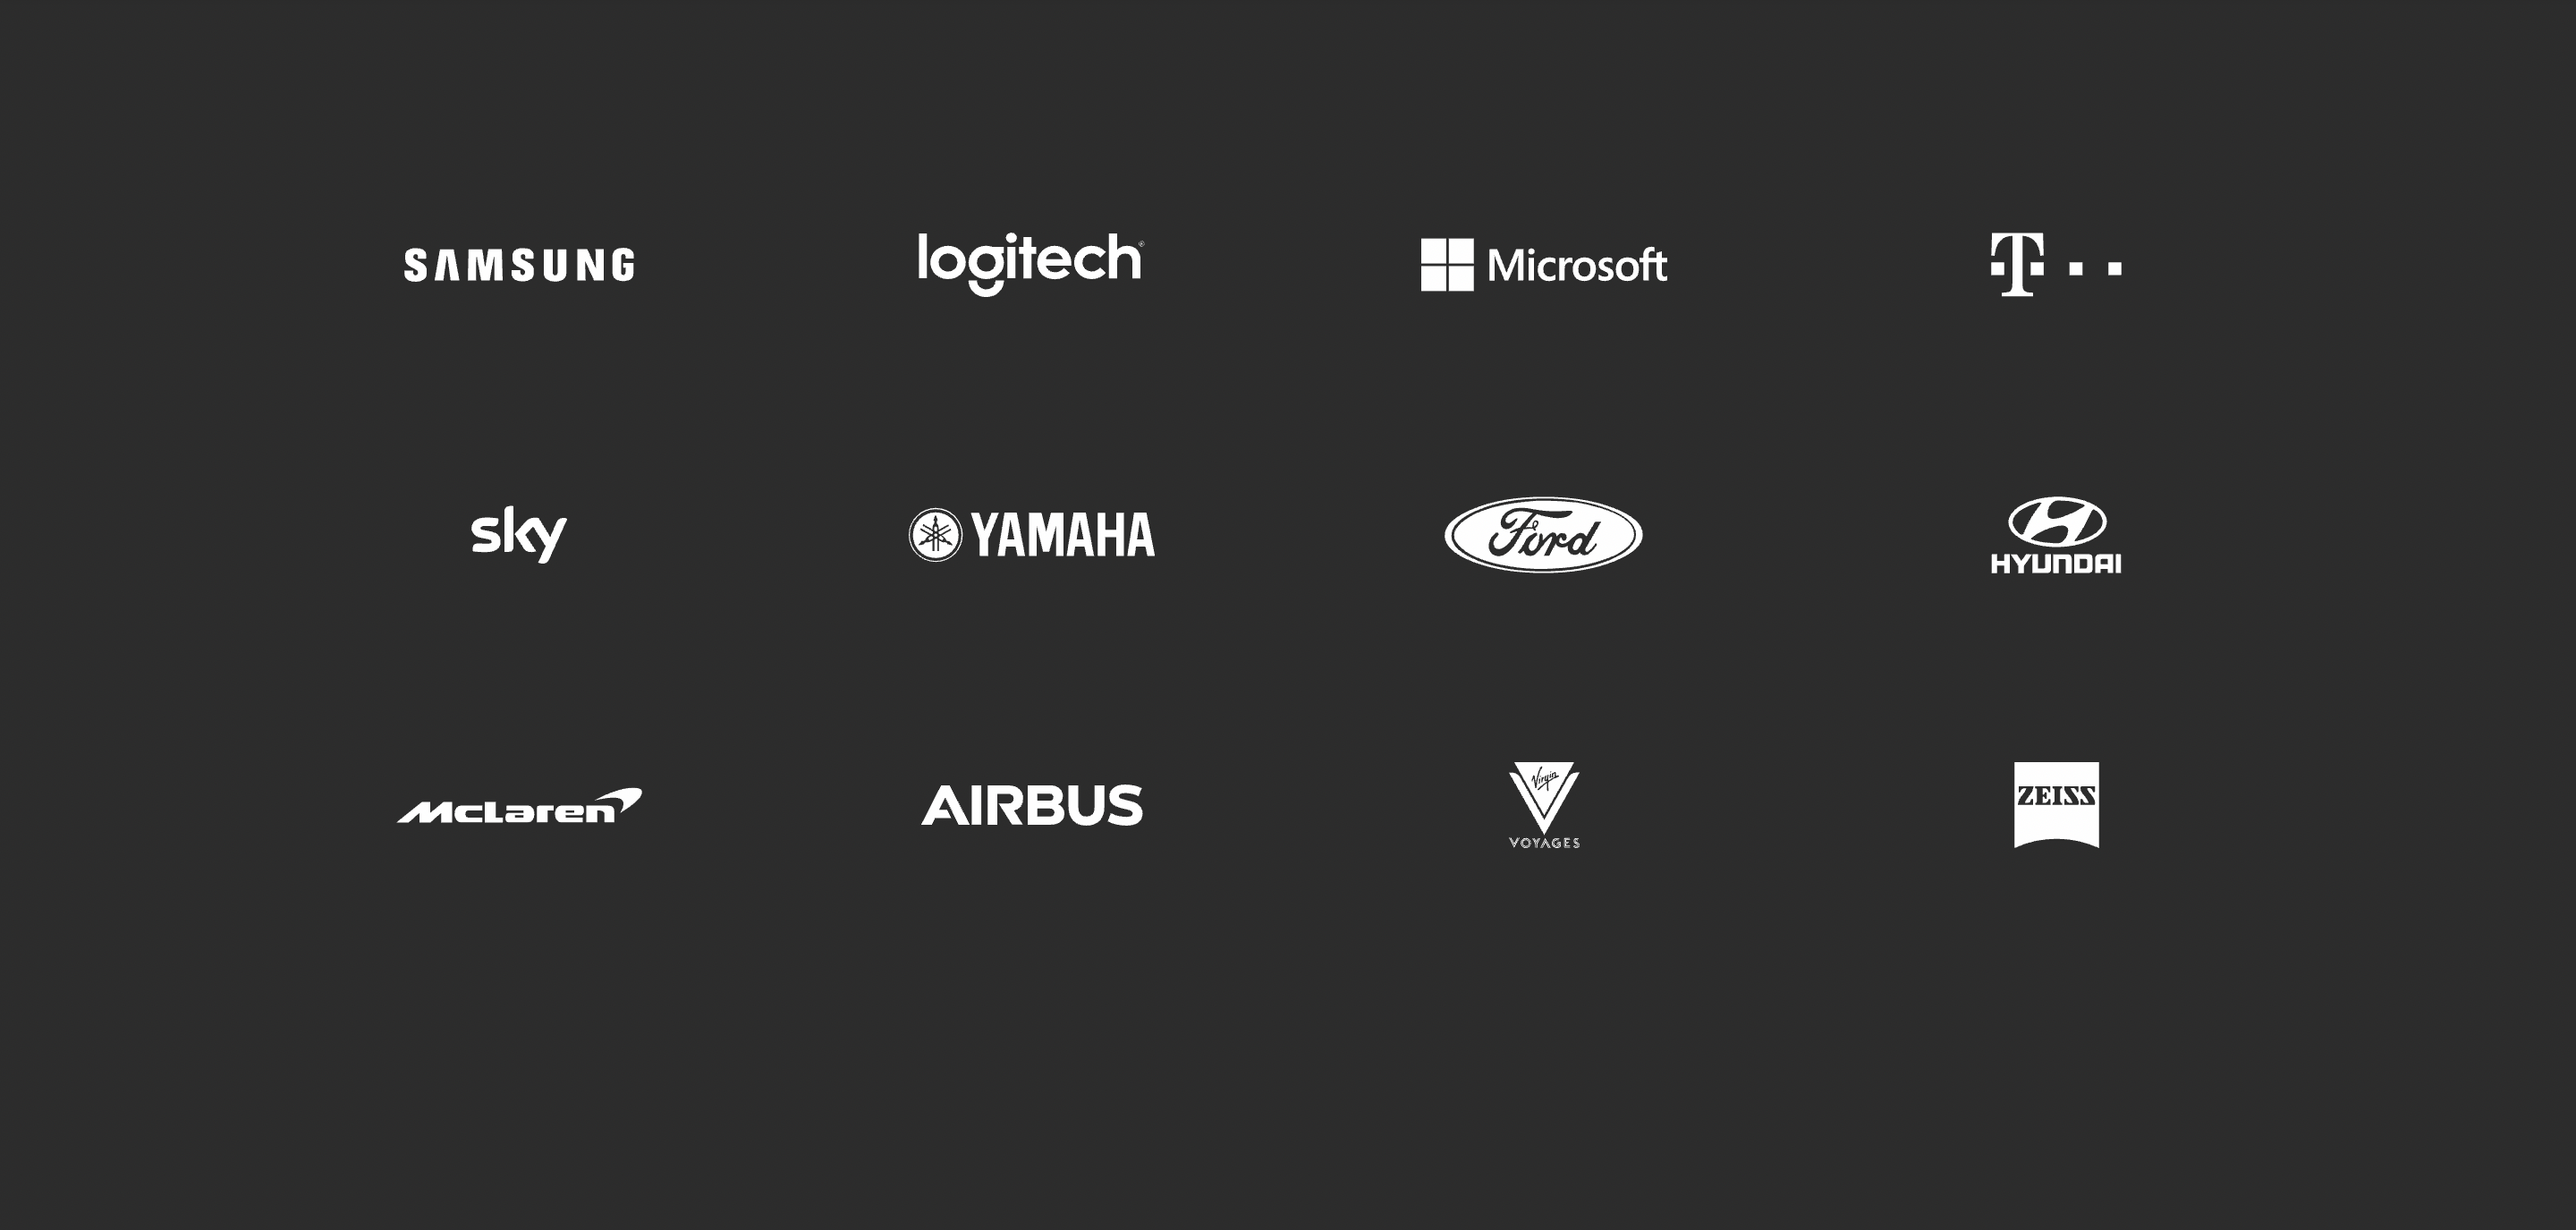 SAMSUNG
logitech
Microsoft
T
sky
YAMAHA
Ford
HYUNDAI
McLaren
AIRBUS
Virgin
VOYAGES
ZEISS